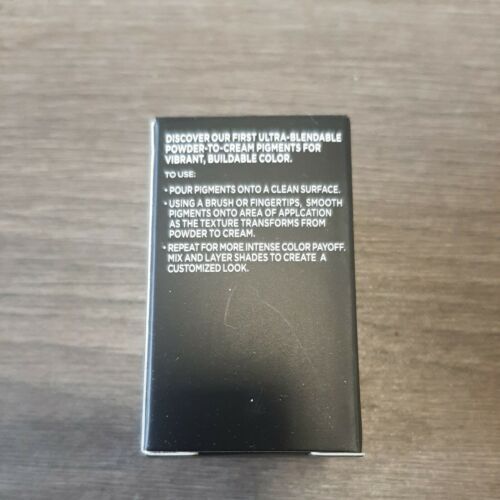 DISCOVER OUR FIRST ULTRA-BLENDABLE
POWDER-TO-CREAM PIGMENTS FOR
VIBRANT, BUILDABLE COLOR.
TO USE:
• POUR PIGMENTS ONTO A CLEAN SURFACE.
• USING A BRUSH OR FINGERTIPS, SMOOTH
PIGMENTS ONTO AREA OF APPLCATION
AS THE TEXTURE TRANSFORMS FROM
POWDER TO CREAM.
• REPEAT FOR MORE INTENSE COLOR PAYOFF.
MIX AND LAYER SHADES TO CREATE A
CUSTOMIZED LOOK.